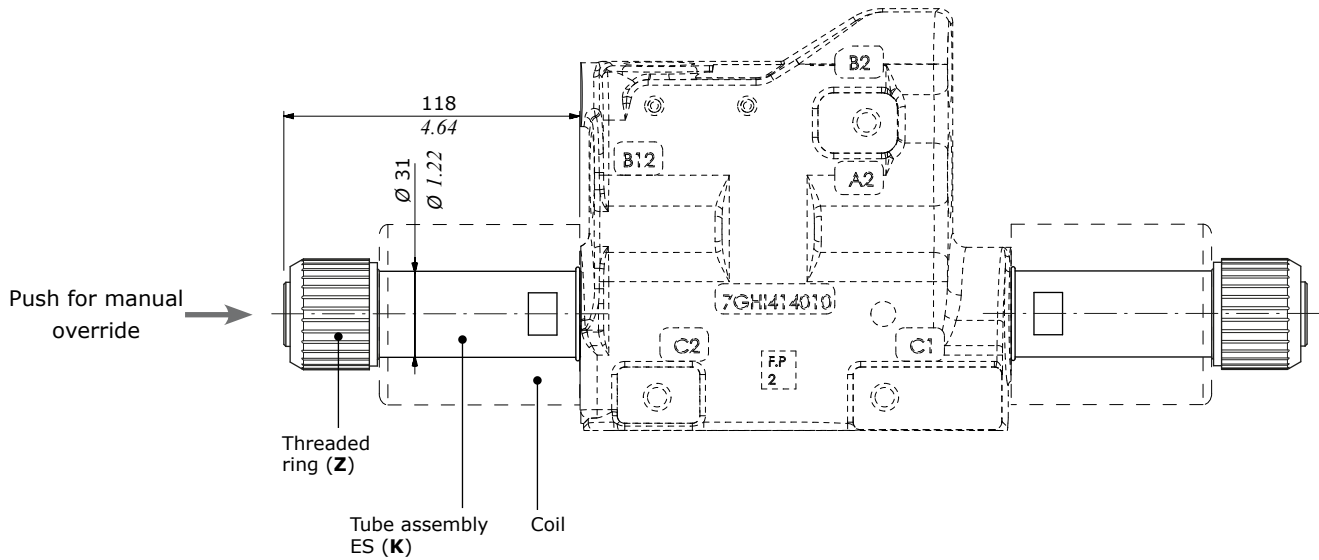 B2
118
4.64
B12
A2
Ø 31
Ø 1.22
Push for manual
override
7GHI414010
C2
C1
F.P
2
Threaded
ring (Z)
Tube assembly
ES (K)
Coil